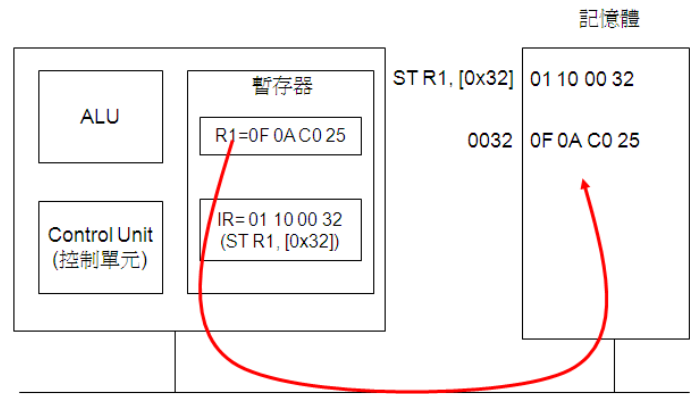 記憶體
ALU
暫存器
R1=0F 0A C0 25
Control Unit
(控制單元)
IR= 01 10 00 32
(ST R1, [0x32])
ST R1, [0x32]
01 10 00 32
0032
0F 0A C0 25